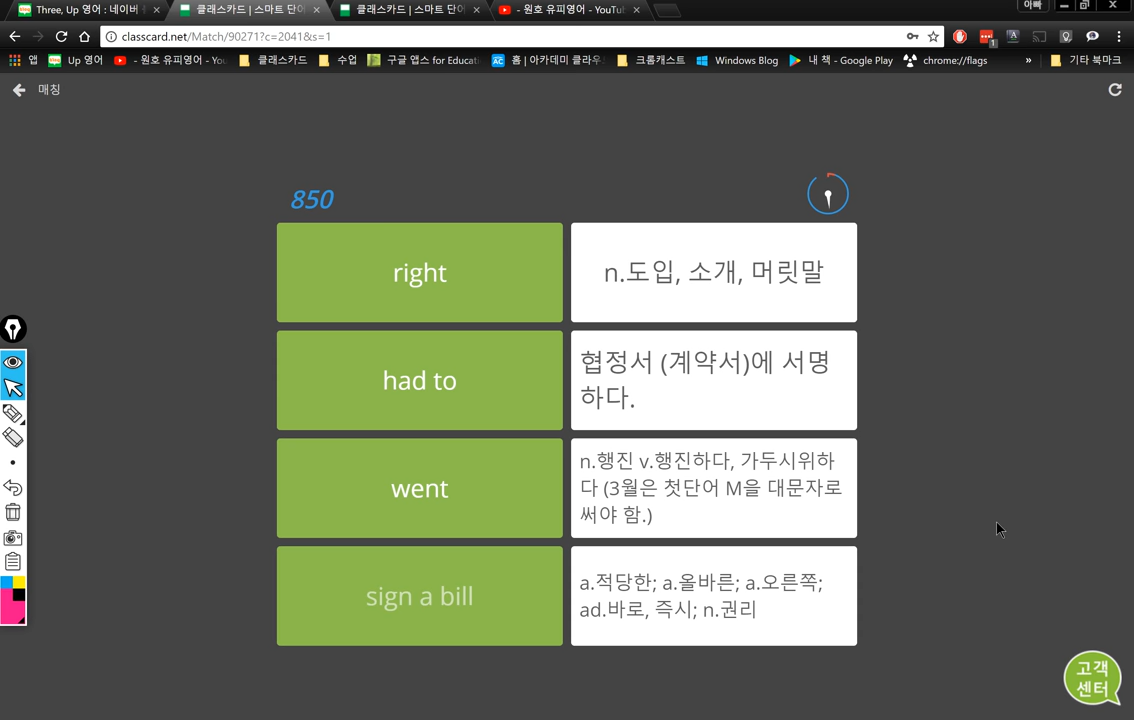 Three, Up 영어 : 네이버
클래스카드 | 스마트 단어
클래스카드 | 스마트 단어
- 원호 유피영어 - YouTu
아빠
classcard.net/Match/90271?c=2041&s=1
1
앱
Up 영어
- 원호 유피영어 - You
클래스카드
수업
구글 앱스 for Educati
AC
홈 | 아카데미 클라우
크롬캐스트
Windows Blog
내 책 - Google Play
chrome://flags
»
기타 북마크
매칭
850
right
n.도입, 소개, 머릿말
had to
협정서 (계약서)에 서명
하다.
went
n.행진 v.행진하다, 가두시위하
다 (3월은 첫단어 M을 대문자로
써야 함.)
sign a bill
a.적당한; a.올바른; a.오른쪽;
ad.바로, 즉시; n.권리
고객
센터